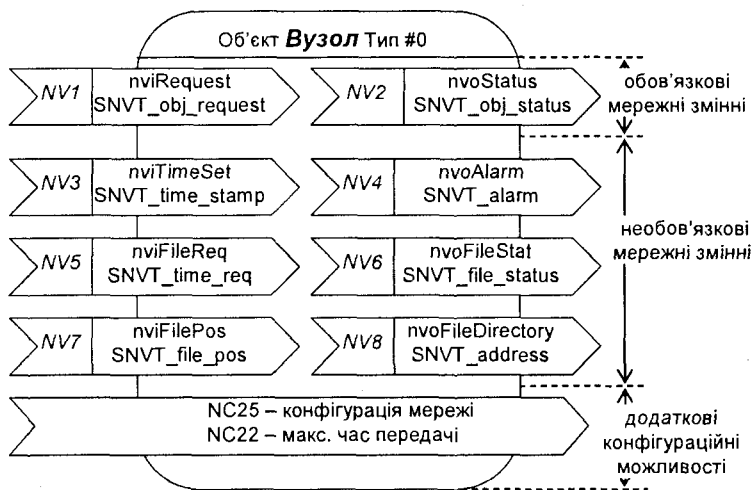 Об'єкт Вузол Тип #0
NV1
nviRequest
SNVT_obj_request
NV2
nvoStatus
SNVT_obj_status
обов'язкові
мережні змінні
NV3
nviTimeSet
SNVT_time_stamp
NV4
nvoAlarm
SNVT_alarm
необов'язкові
мережні змінні
NV5
nviFileReq
SNVT_time_req
NV6
nvoFileStat
SNVT_file_status
NV7
nviFilePos
SNVT_file_pos
NV8
nvoFileDirectory
SNVT_address
NC25 – конфігурація мережі
NC22 – макс. час передачі
додаткові
конфігураційні
можливості